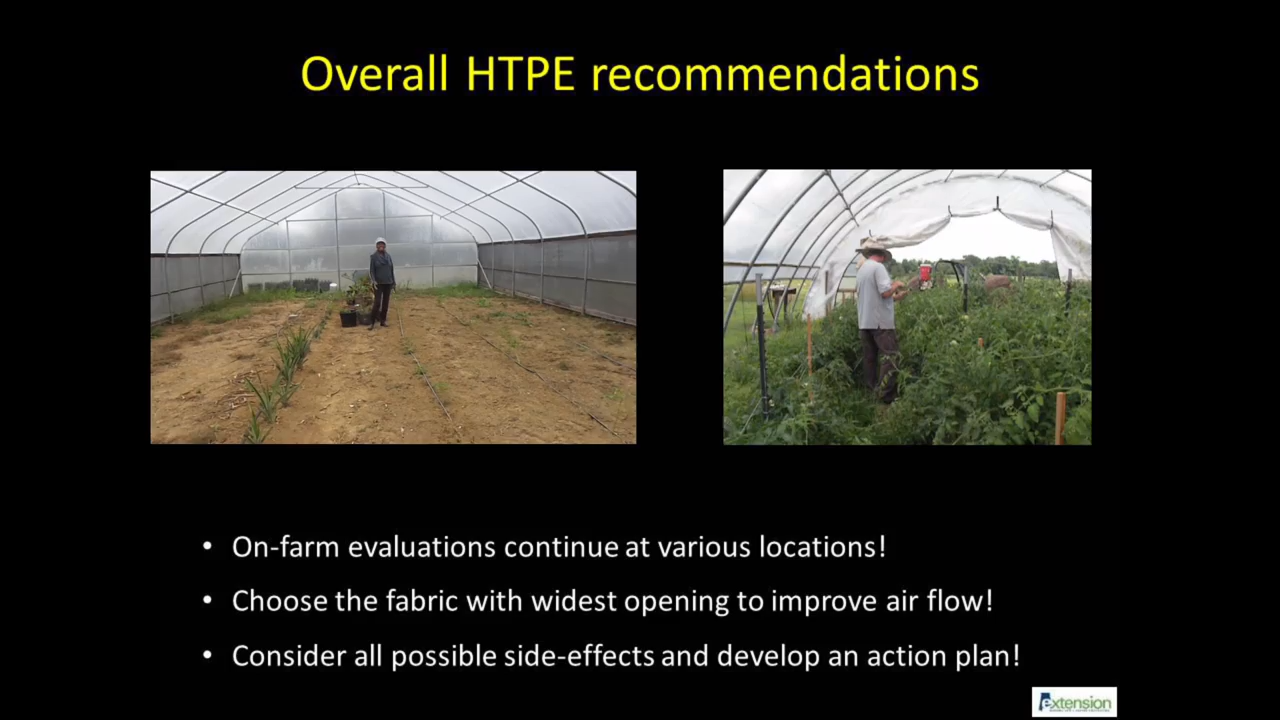 Overall HTPE recommendations
• On-farm evaluations continue at various locations!
• Choose the fabric with widest opening to improve air flow!
• Consider all possible side-effects and develop an action plan!
extension